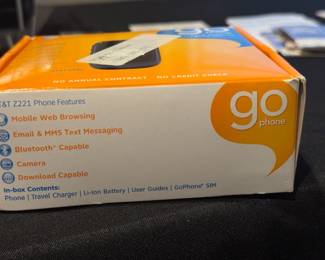 NO ANNUAL CONTRACT NO CREDIT CHECK
AT&T Z221 Phone Features
Mobile Web Browsing
Email & MMS Text Messaging
Bluetooth® Capable
Camera
Download Capable
In-box Contents:
Phone | Travel Charger | Li-Ion Battery | User Guides | GoPhone® SIM
go
phone